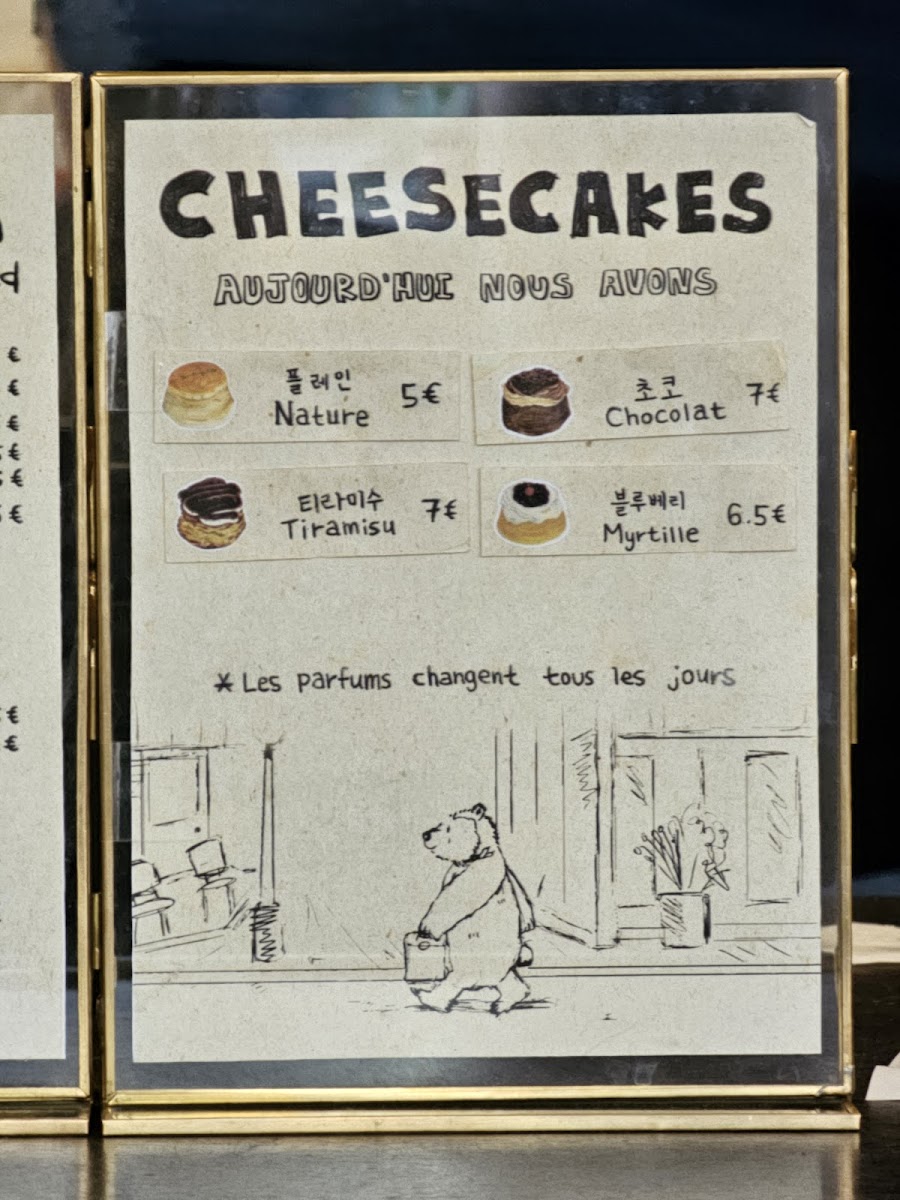 CHEESECAKES
AUJOURD'HUI NOUS AVONS
플레인
Nature
5€
초코
Chocolat
7€
티라미수
Tiramisu
7€
블루베리
Myrtille
6.5€
* Les parfums changent tous les jours
d
€
€
€
€
€
€
€
€